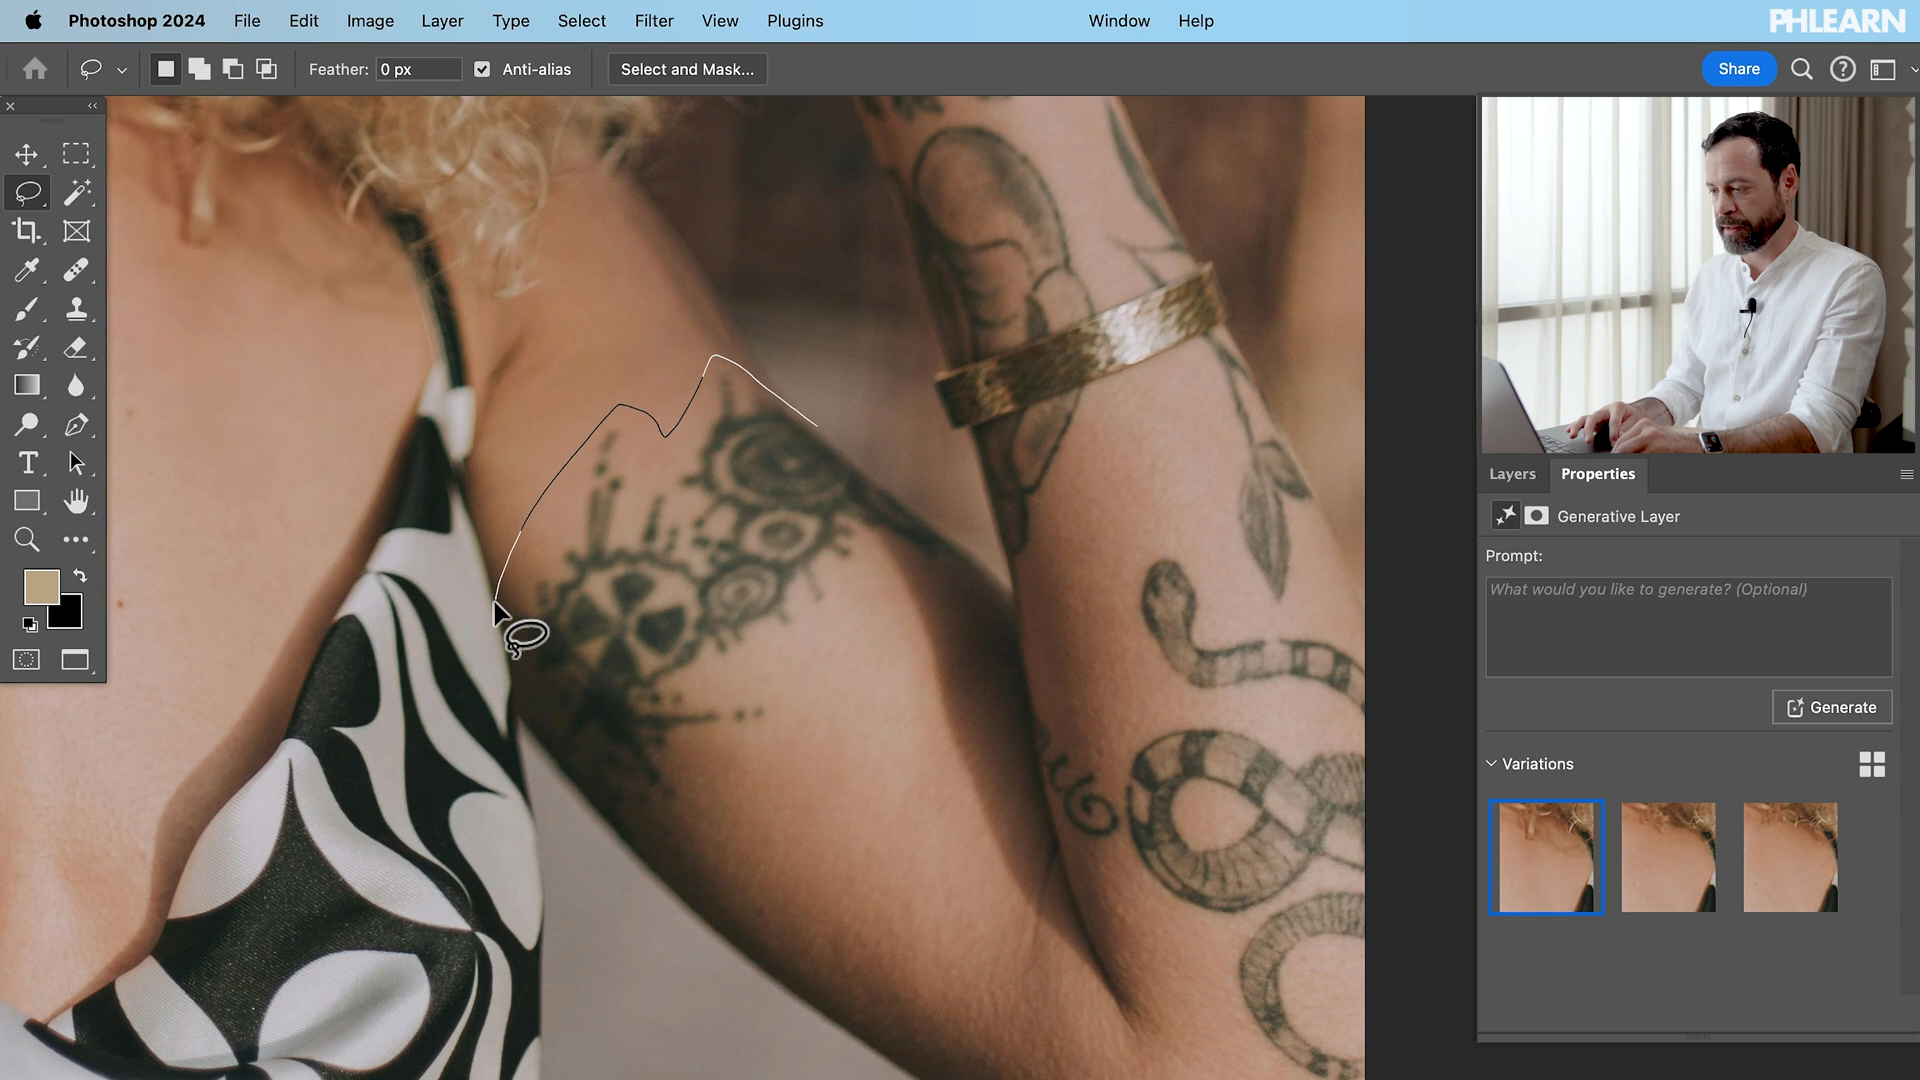 Photoshop 2024 File Edit Image Layer Type Select Filter View Plugins Window Help PHLEARN
Feather: 0 px Anti-alias Select and Mask... Share
Layers Properties
Generative Layer
Prompt:
What would you like to generate? (Optional)
Generate
Variations